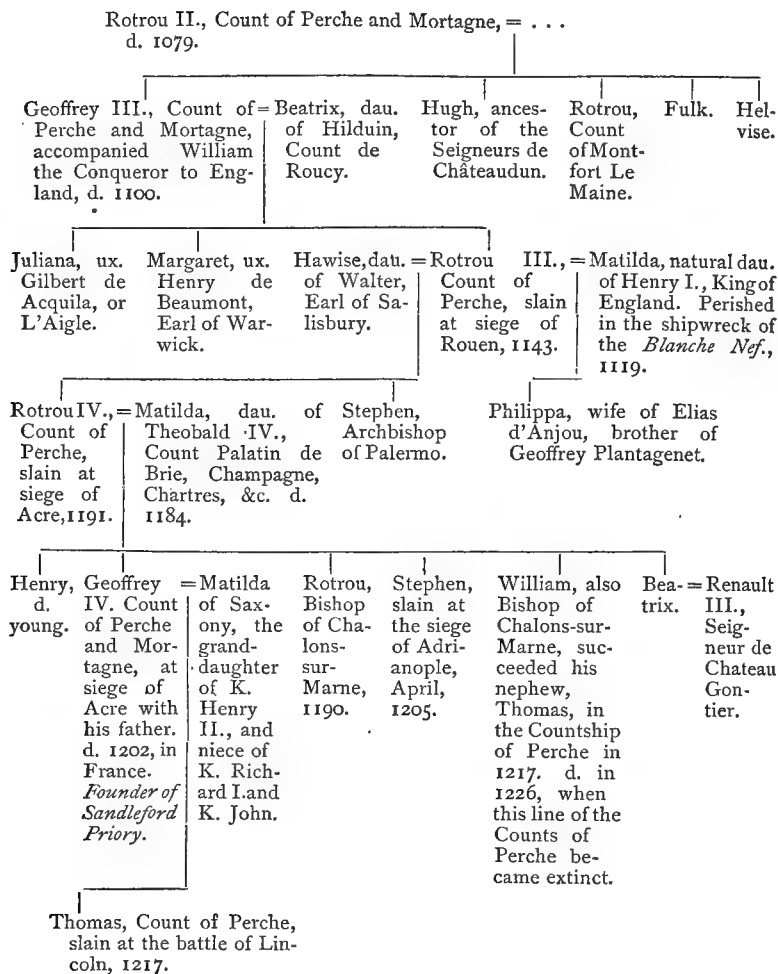 Rotrou II., Count of Perche and Mortagne, = . . .
d. 1079.
Geoffrey III., Count of
Perche and Mortagne,
accompanied William
the Conqueror to Eng-
land, d. 1100.
= Beatrix, dau.
of Hilduin,
Count de
Roucy.
Hugh, ances-
tor of the
Seigneurs de
Châteaudun.
Rotrou,
Count
of Mont-
fort Le
Maine.
Fulk.
Hel-
vise.
Juliana, ux.
Gilbert de
Acquila, or
L'Aigle.
Margaret, ux.
Henry de
Beaumont,
Earl of War-
wick.
Hawise, dau.
of Walter,
Earl of Sa-
lisbury.
= Rotrou III.,
Count of
Perche, slain
at siege of
Rouen, 1143.
= Matilda, natural dau.
of Henry I., King of
England. Perished
in the shipwreck of
the Blanche Nef.,
1119.
Rotrou IV.,
Count of
Perche,
slain at
siege of
Acre, 1191.
= Matilda, dau. of
Theobald IV.,
Count Palatin de
Brie, Champagne,
Chartres, &c. d.
1184.
Stephen,
Archbishop
of Palermo.
Philippa, wife of Elias
d'Anjou, brother of
Geoffrey Plantagenet.
Henry,
d.
young.
Geoffrey
IV. Count
of Perche
and Mor-
tagne, at
siege of
Acre with
his father.
d. 1202, in
France.
Founder of
Sandleford
Priory.
= Matilda
of Sax-
ony, the
grand-
daughter
of K.
Henry
II., and
niece of
K. Rich-
ard I. and
K. John.
Rotrou,
Bishop
of Cha-
lons-
sur-
Marne,
1190.
Stephen,
slain at
the siege
of Adri-
anople,
April,
1205.
William, also
Bishop of
Chalons-sur-
Marne, suc-
ceeded his
nephew,
Thomas, in
the Countship
of Perche in
1217. d. in
1226, when
this line of the
Counts of
Perche be-
came extinct.
Bea-
trix.
= Renault
III.,
Seig-
neur de
Chateau
Gon-
tier.
Thomas, Count of Perche,
slain at the battle of Lin-
coln, 1217.